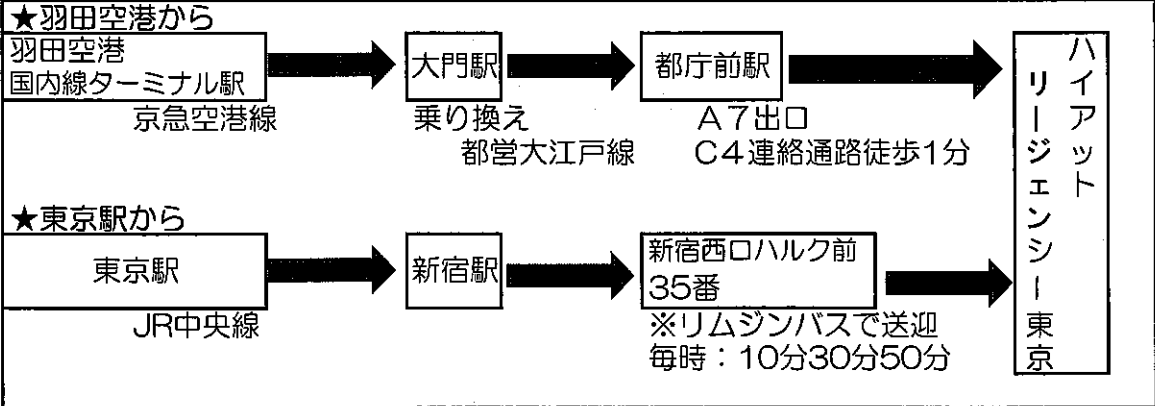 ★羽田空港から
羽田空港
国内線ターミナル駅
京急空港線
大門駅
乗り換え
都営大江戸線
都庁前駅
A7出口
C4連絡通路徒歩1分
★東京駅から
東京駅
JR中央線
新宿駅
新宿西口ハルク前
35番
※リムジンバスで送迎
毎時：10分30分50分
ハイアット
リージェンシー東京